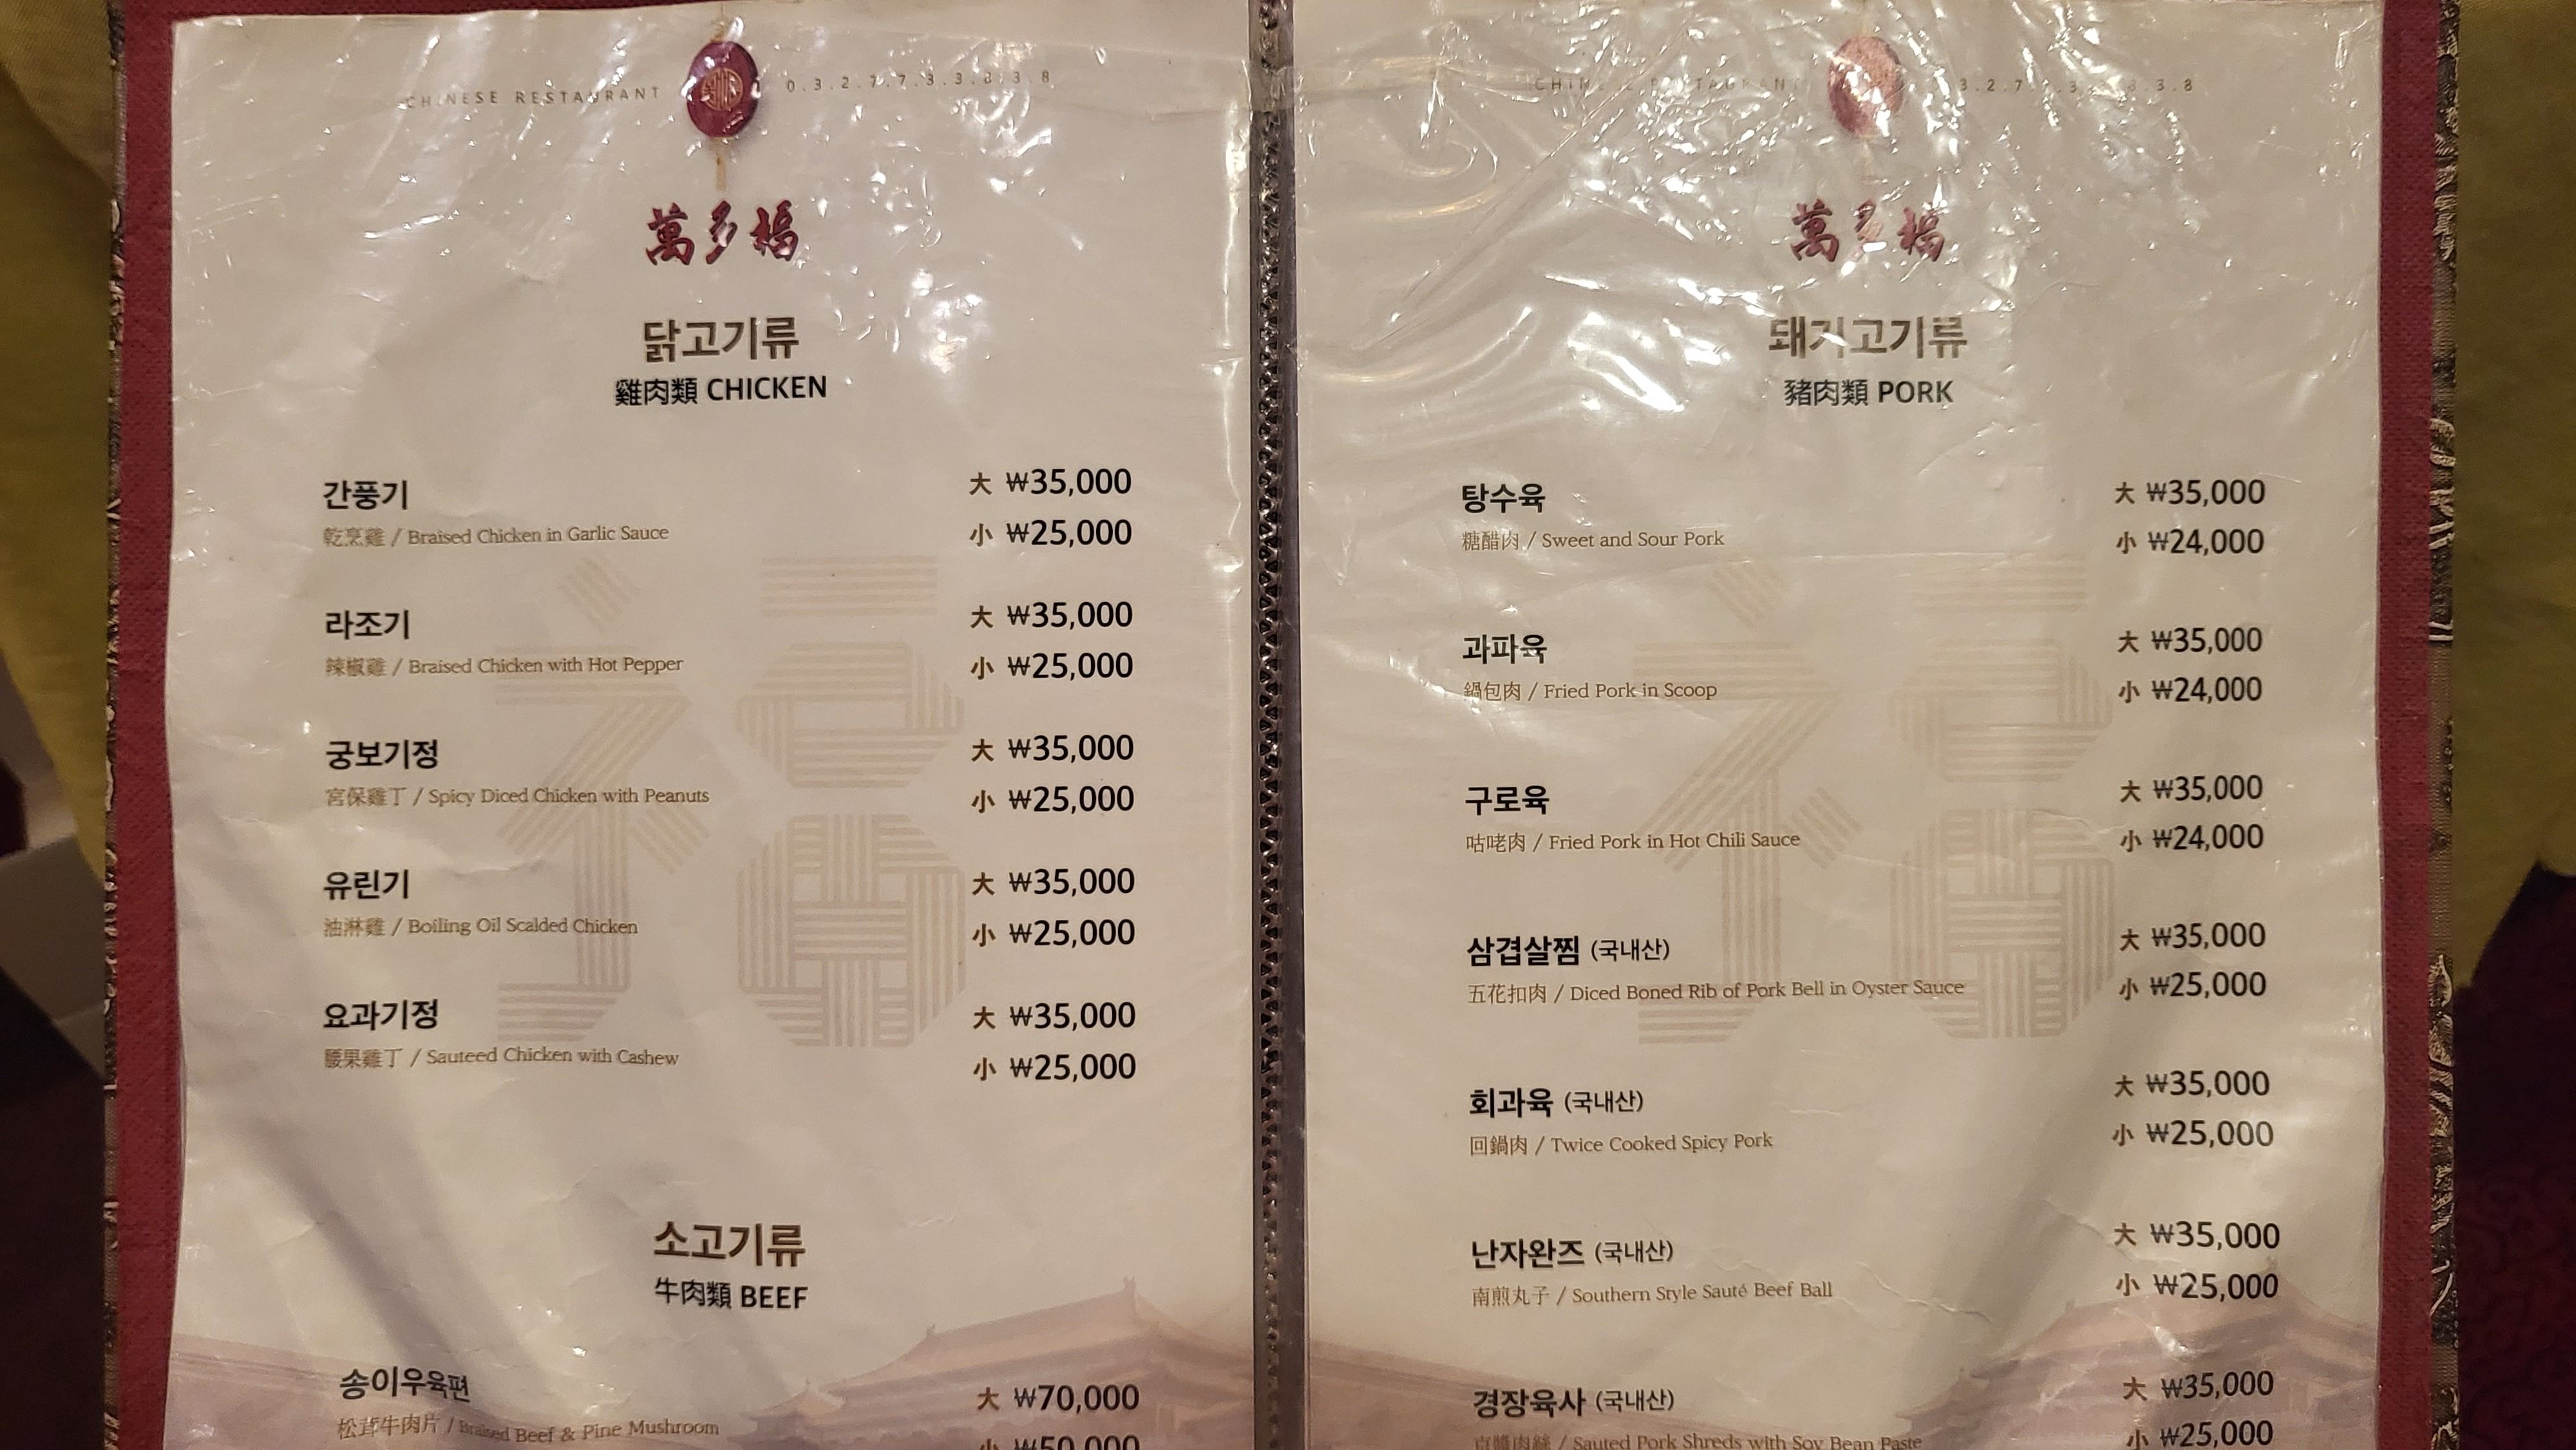 CHINESE RESTAURANT 0.3.2.7.7.3.3.8.3.8
萬多福
닭고기류
雞肉類 CHICKEN
간풍기 大 ₩35,000
乾烹雞 / Braised Chicken in Garlic Sauce 小 ₩25,000
라조기 大 ₩35,000
辣椒雞 / Braised Chicken with Hot Pepper 小 ₩25,000
궁보기정 大 ₩35,000
宮保雞丁 / Spicy Diced Chicken with Peanuts 小 ₩25,000
유린기 大 ₩35,000
油淋雞 / Boiling Oil Scalded Chicken 小 ₩25,000
요과기정 大 ₩35,000
腰果雞丁 / Sauteed Chicken with Cashew 小 ₩25,000
소고기류
牛肉類 BEEF
송이우육편 大 ₩70,000
松茸牛肉片 / Braised Beef & Pine Mushroom 小 ₩50,000
萬多福
돼지고기류
豬肉類 PORK
탕수육 大 ₩35,000
糖醋肉 / Sweet and Sour Pork 小 ₩24,000
과파육 大 ₩35,000
鍋包肉 / Fried Pork in Scoop 小 ₩24,000
구로육 大 ₩35,000
咕咾肉 / Fried Pork in Hot Chili Sauce 小 ₩24,000
삼겹살찜 (국내산) 大 ₩35,000
五花扣肉 / Diced Boned Rib of Pork Bell in Oyster Sauce 小 ₩25,000
회과육 (국내산) 大 ₩35,000
回鍋肉 / Twice Cooked Spicy Pork 小 ₩25,000
난자완즈 (국내산) 大 ₩35,000
南煎丸子 / Southern Style Sauté Beef Ball 小 ₩25,000
경장육사 (국내산) 大 ₩35,000
京醬肉絲 / Sauted Pork Shreds with Soy Bean Paste 小 ₩25,000
福
福